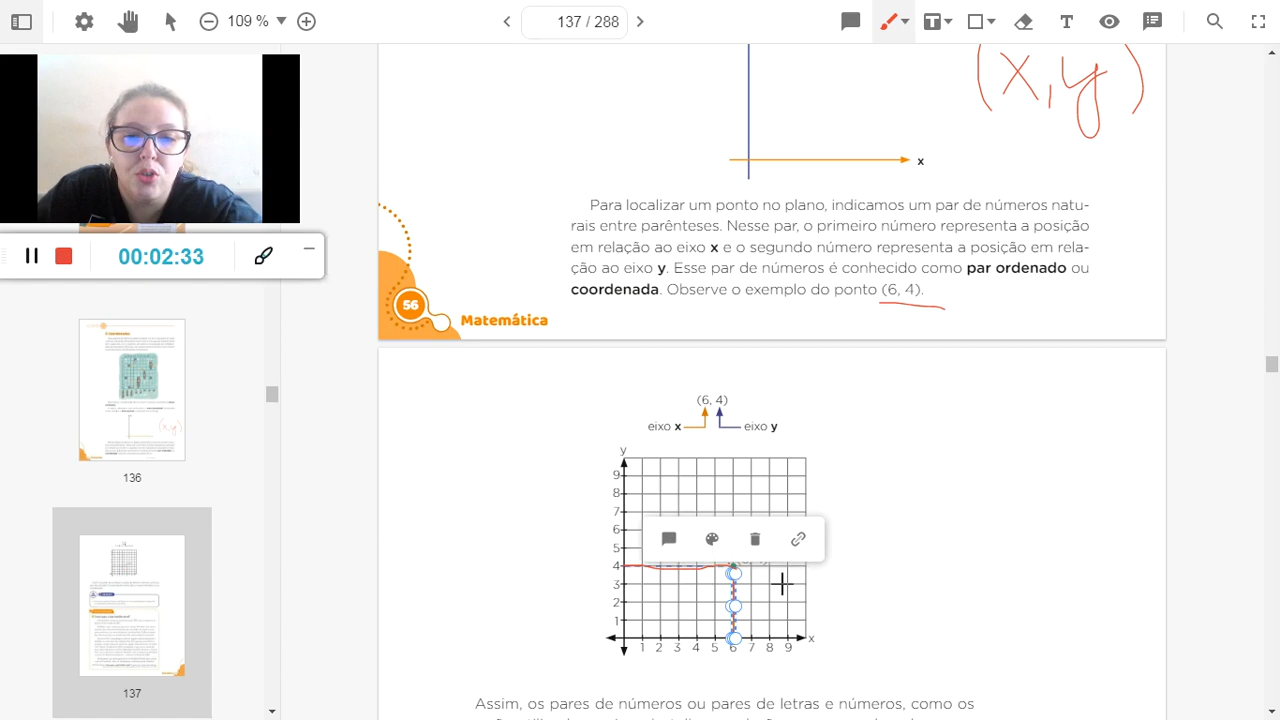 109 %
137 / 288
00:02:33
136
137
(x,y)
x
Para localizar um ponto no plano, indicamos um par de números natu-
rais entre parênteses. Nesse par, o primeiro número representa a posição
em relação ao eixo x e o segundo número representa a posição em rela-
ção ao eixo y. Esse par de números é conhecido como par ordenado ou
coordenada. Observe o exemplo do ponto (6, 4).
56
Matemática
(6, 4)
eixo x
eixo y
y
9
8
7
6
5
4
3
2
1
1 2 3 4 5 6 7 8 9
x
Assim, os pares de números ou pares de letras e números, como os